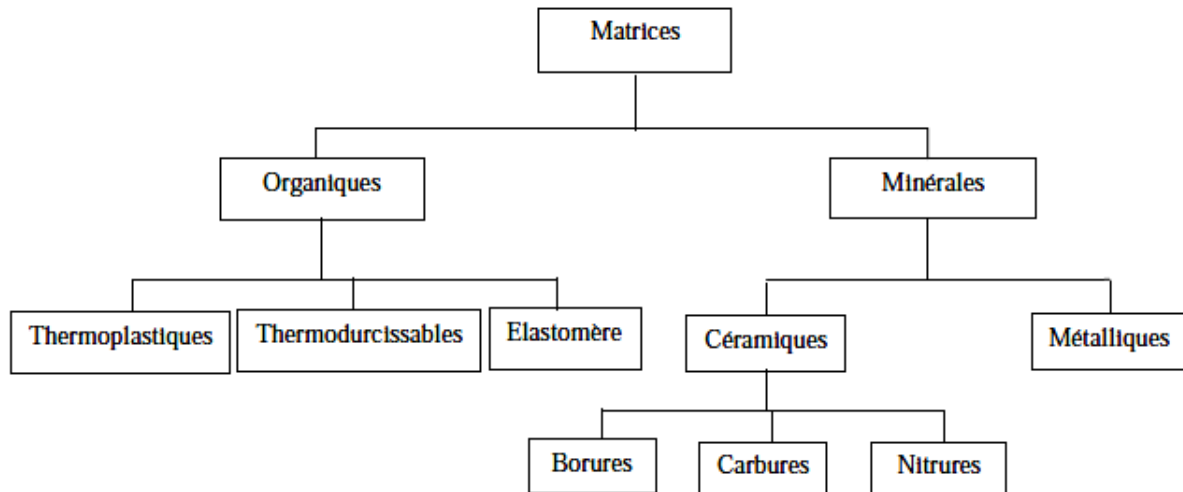 Matrices
Organiques
Minérales
Thermoplastiques
Thermodurcissables
Elastomère
Céramiques
Métalliques
Borures
Carbures
Nitrures